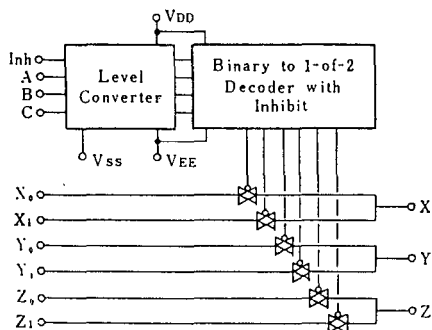 VDD
Inh
A
B
C
Level
Converter
Binary to 1-of-2
Decoder with
Inhibit
VSS
VEE
X0
X1
X
Y0
Y1
Y
Z0
Z1
Z